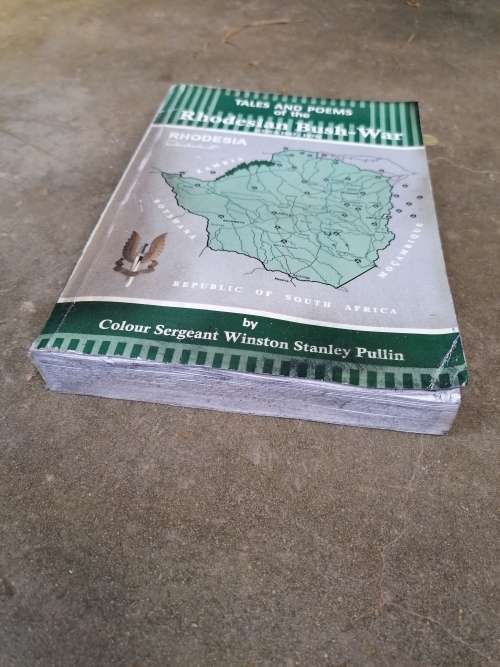 TALES AND POEMS
of the
Rhodesian Bush-War
RHODESIA
ZAMBIA
BOTSWANA
MOÇAMBIQUE
REPUBLIC OF SOUTH AFRICA
by
Colour Sergeant Winston Stanley Pullin